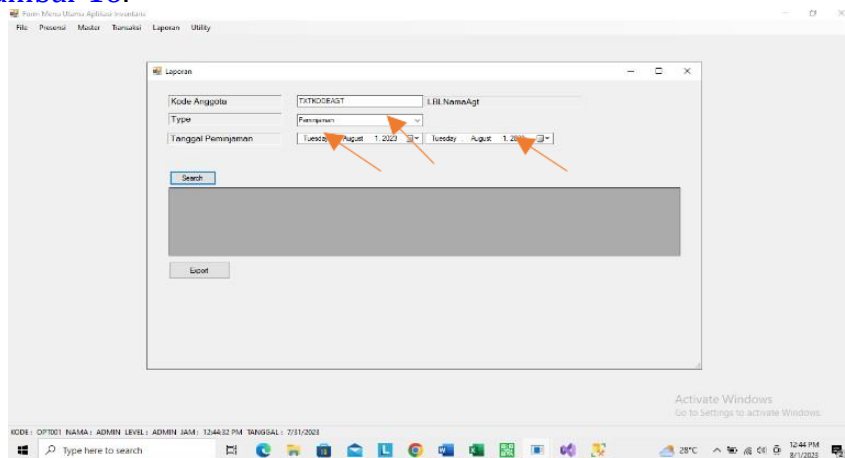 Form Menu Utama Aplikasi Inventaris
File Presensi Master Transaksi Laporan Utility
Laporan
Kode Anggota TXTKODEAGT LBLNamaAgt
Type Peminjaman
Tanggal Peminjaman Tuesday August 1, 2023 Tuesday , August 1, 2023
Search
Export
Activate Windows
Go to Settings to activate Windows.
KODE : OPT001 NAMA : ADMIN LEVEL : ADMIN JAM : 12:44:32 PM TANGGAL : 7/31/2023
Type here to search 28°C 12:44 PM
8/1/2023